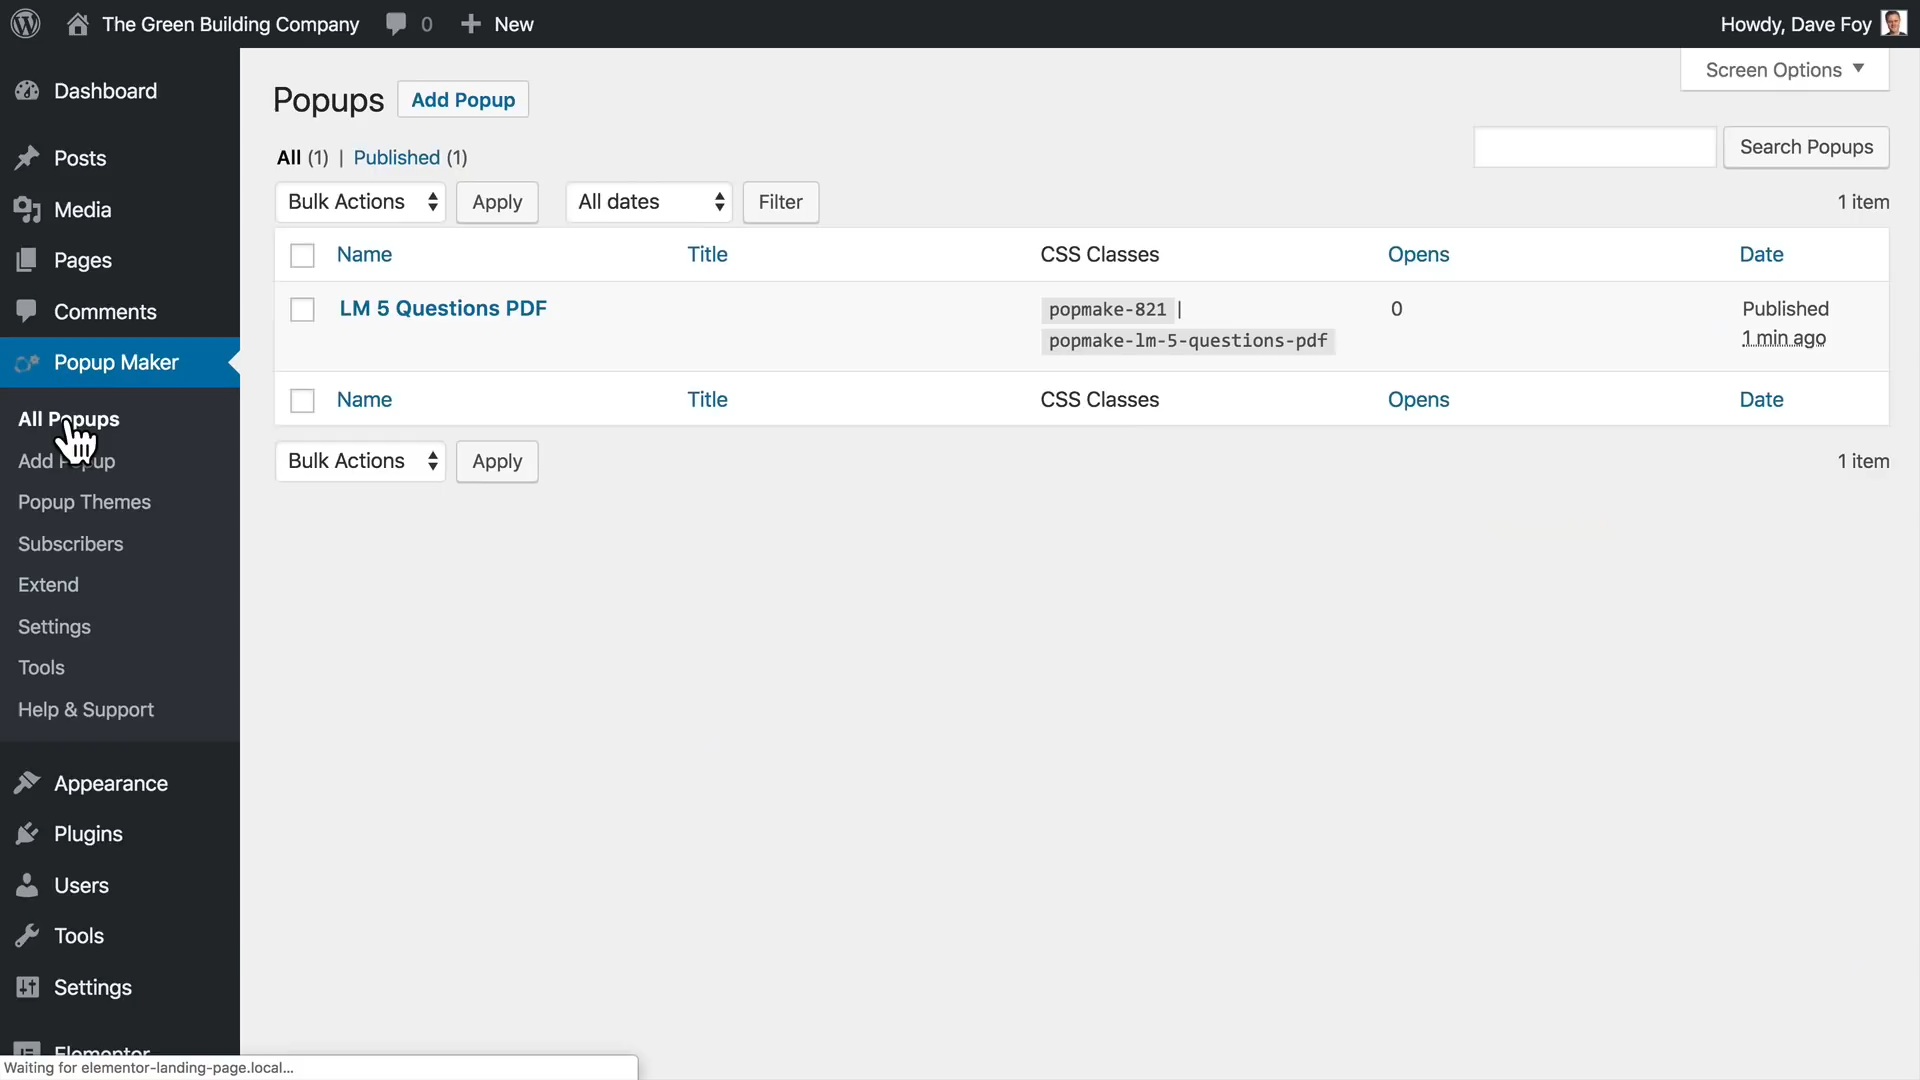 The Green Building Company 0 New
Howdy, Dave Foy
Dashboard
Posts
Media
Pages
Comments
Popup Maker
All Popups
Add Popup
Popup Themes
Subscribers
Extend
Settings
Tools
Help & Support
Appearance
Plugins
Users
Tools
Settings
Elementor
Screen Options
Popups Add Popup
All (1) | Published (1)
Search Popups
Bulk Actions Apply All dates Filter 1 item
Name Title CSS Classes Opens Date
LM 5 Questions PDF popmake-821 | 0 Published
popmake-lm-5-questions-pdf 1 min ago
Name Title CSS Classes Opens Date
Bulk Actions Apply 1 item
Waiting for elementor-landing-page.local...